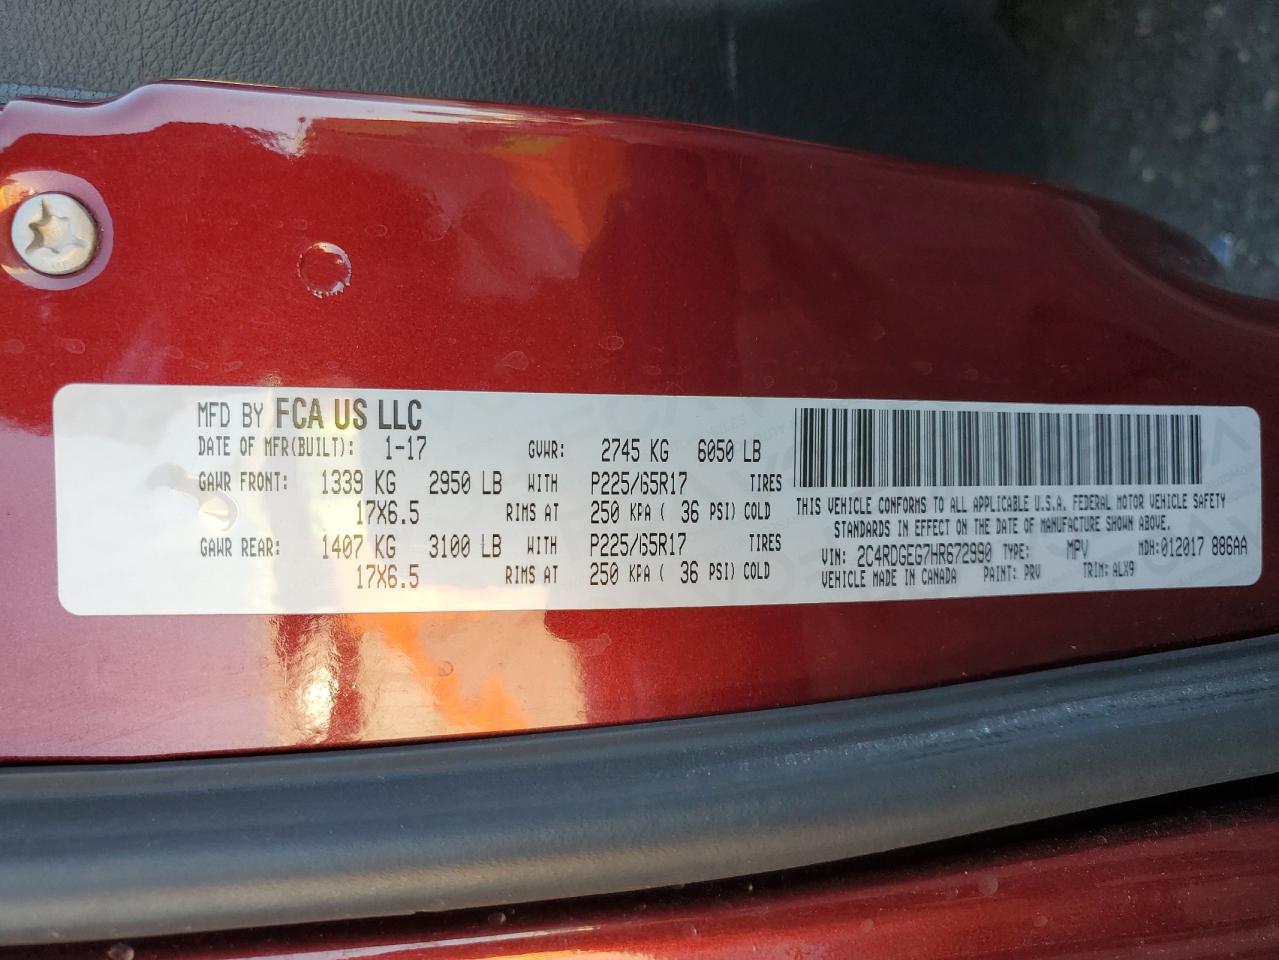 MFD BY FCA US LLC
DATE OF MFR(BUILT): 1-17 GVWR: 2745 KG 6050 LB
GAWR FRONT: 1339 KG 2950 LB WITH P225/65R17 TIRES
17X6.5 RIMS AT 250 KPA ( 36 PSI) COLD
GAWR REAR: 1407 KG 3100 LB WITH P225/65R17 TIRES
17X6.5 RIMS AT 250 KPA ( 36 PSI) COLD
THIS VEHICLE CONFORMS TO ALL APPLICABLE U.S.A. FEDERAL MOTOR VEHICLE SAFETY
STANDARDS IN EFFECT ON THE DATE OF MANUFACTURE SHOWN ABOVE.
VIN: 2C4RDGEG7HR672990 TYPE: MPV MDH:012017 886AA
VEHICLE MADE IN CANADA PAINT: PRV TRIM: ALX9